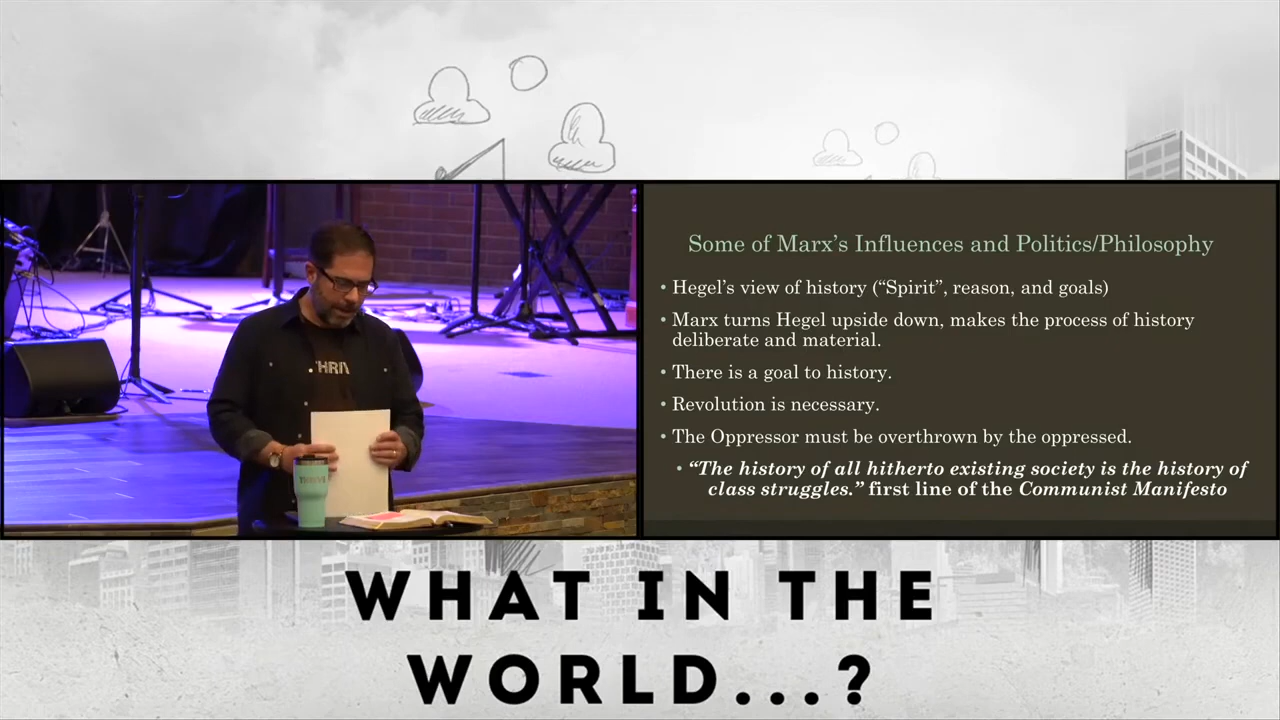 Some of Marx's Influences and Politics/Philosophy
• Hegel's view of history (“Spirit”, reason, and goals)
• Marx turns Hegel upside down, makes the process of history
deliberate and material.
• There is a goal to history.
• Revolution is necessary.
• The Oppressor must be overthrown by the oppressed.
• “The history of all hitherto existing society is the history of
class struggles.” first line of the Communist Manifesto
WHAT IN THE
WORLD...?